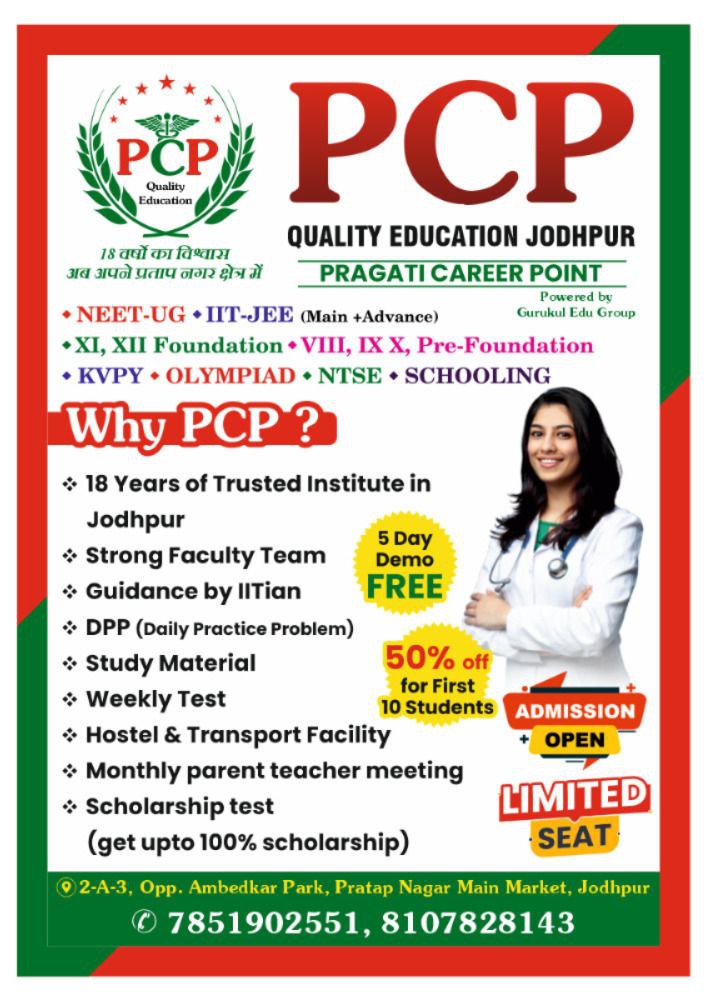 PCP
Quality
Education
18 वर्षो का विश्वास
अब अपने प्रताप नगर क्षेत्र में
PCP
QUALITY EDUCATION JODHPUR
PRAGATI CAREER POINT
Powered by
Gurukul Edu Group
NEET-UG IIT-JEE (Main +Advance)
XI, XII Foundation VIII, IX X, Pre-Foundation
KVPY OLYMPIAD NTSE SCHOOLING
Why PCP ?
18 Years of Trusted Institute in
Jodhpur
Strong Faculty Team
Guidance by IITian
DPP (Daily Practice Problem)
Study Material
Weekly Test
Hostel & Transport Facility
Monthly parent teacher meeting
Scholarship test
(get upto 100% scholarship)
5 Day
Demo
FREE
50% off
for First
10 Students
ADMISSION
OPEN
LIMITED
SEAT
2-A-3, Opp. Ambedkar Park, Pratap Nagar Main Market, Jodhpur
7851902551, 8107828143